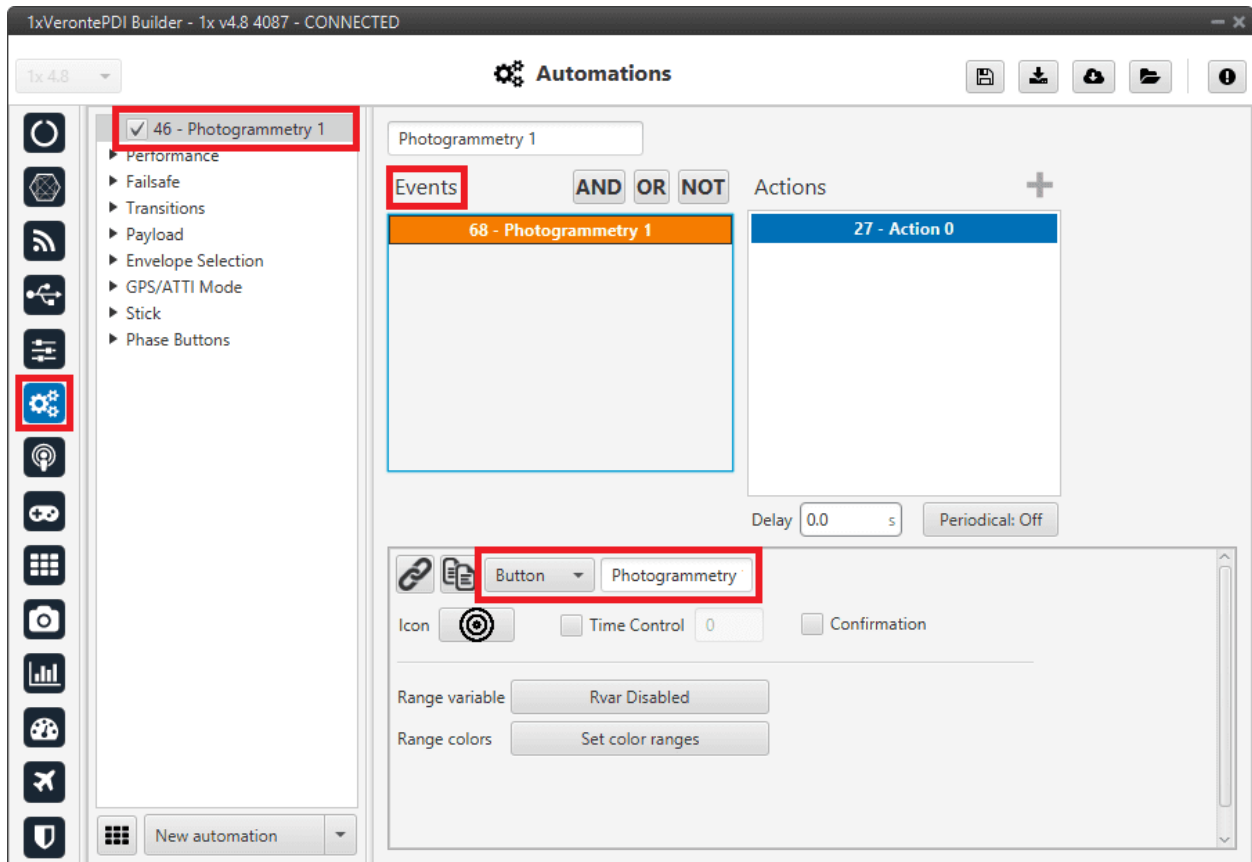 1xVerontePDI Builder - 1x v4.8 4087 - CONNECTED
1x 4.8
Automations
46 - Photogrammetry 1
Performance
Failsafe
Transitions
Payload
Envelope Selection
GPS/ATTI Mode
Stick
Phase Buttons
New automation
Photogrammetry 1
Events AND OR NOT Actions
68 - Photogrammetry 1
27 - Action 0
Delay 0.0 s Periodical: Off
Button Photogrammetry
Icon Time Control 0 Confirmation
Range variable Rvar Disabled
Range colors Set color ranges